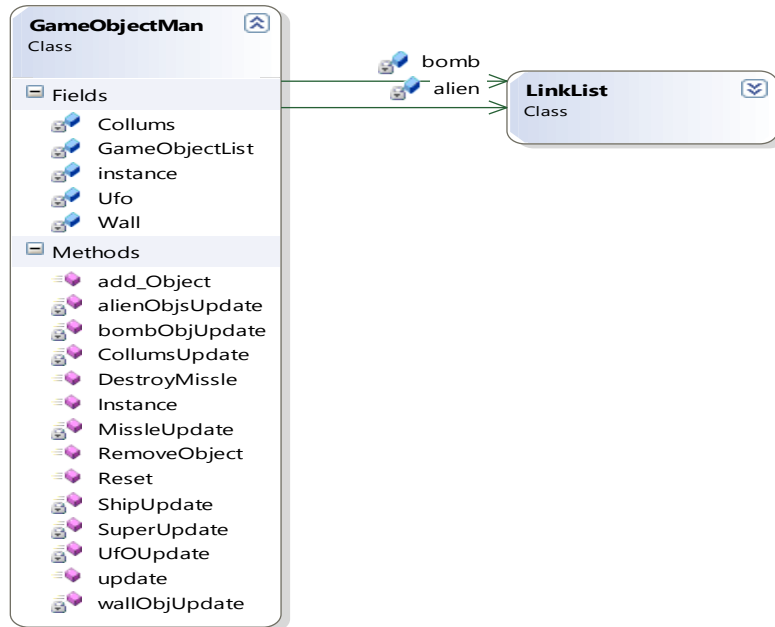 GameObjectMan
Class
Fields
Collums
GameObjectList
instance
Ufo
Wall
Methods
add_Object
alienObjsUpdate
bombObjUpdate
CollumsUpdate
DestroyMissle
Instance
MissleUpdate
RemoveObject
Reset
ShipUpdate
SuperUpdate
UfOUpdate
update
wallObjUpdate
bomb
alien
LinkList
Class